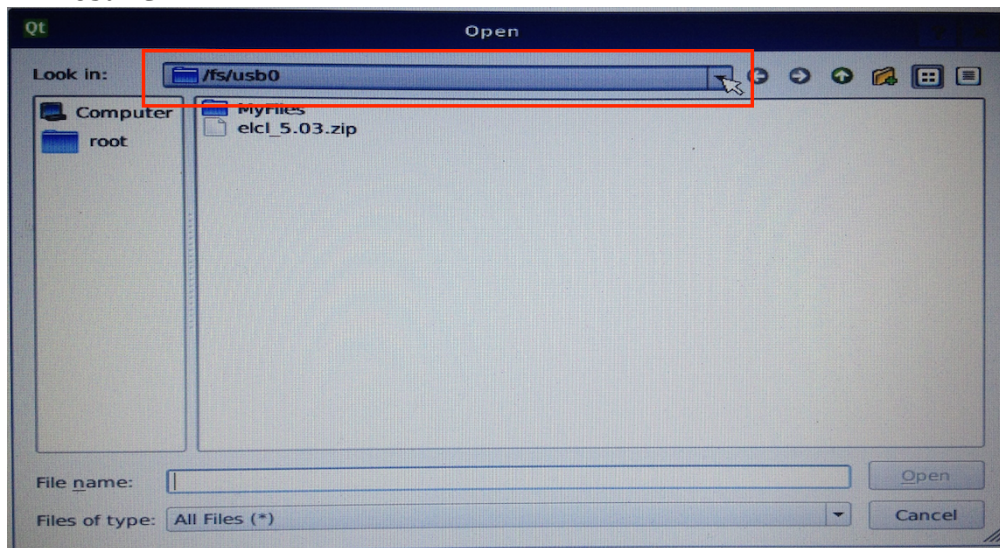 Qt Open
Look in: /fs/usb0
Computer
root
MyFiles
elcl_5.03.zip
File name:
Open
Files of type: All Files (*)
Cancel